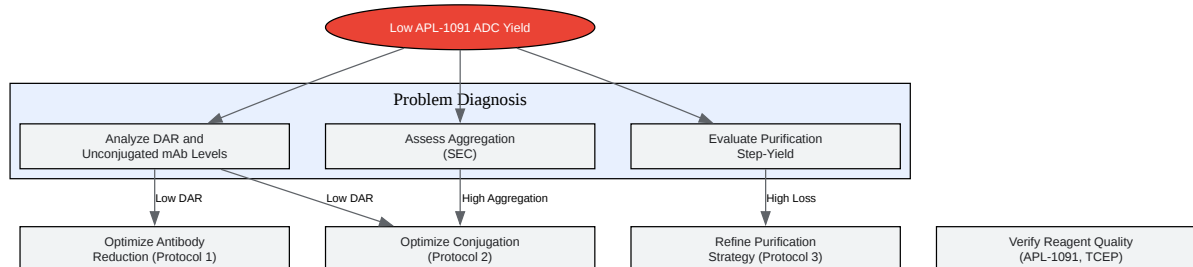 Low APL-1091 ADC Yield
Problem Diagnosis
Analyze DAR and
Unconjugated mAb Levels
Assess Aggregation
(SEC)
Evaluate Purification
Step-Yield
Low DAR
Low DAR
High Aggregation
High Loss
Optimize Antibody
Reduction (Protocol 1)
Optimize Conjugation
(Protocol 2)
Refine Purification
Strategy (Protocol 3)
Verify Reagent Quality
(APL-1091, TCEP)